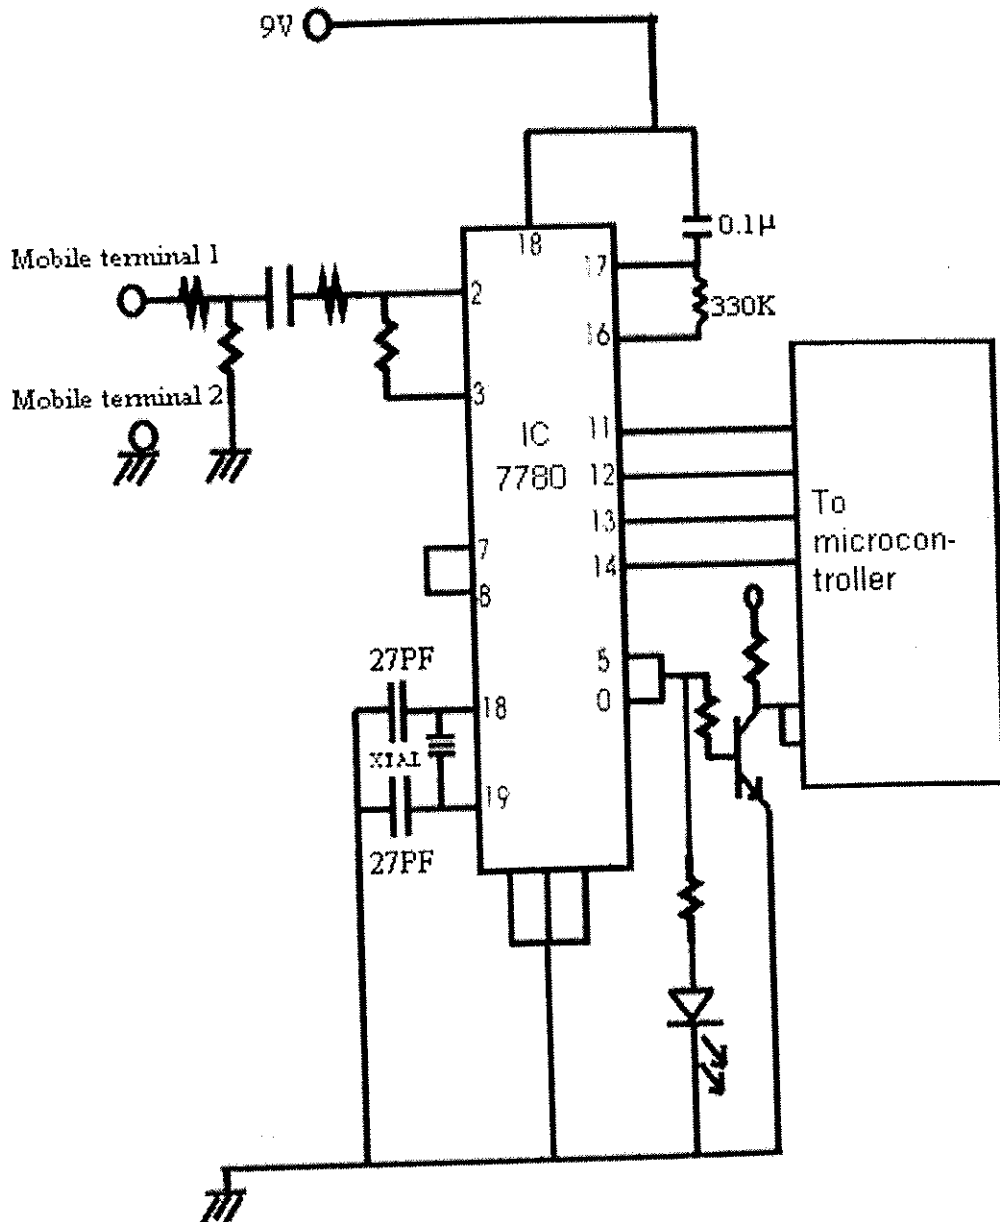 9V
0.1µ
18
Mobile terminal 1
17
2
330K
16
Mobile terminal 2
3
11
IC
7780
12
To
microcon-
troller
13
14
7
8
27PF
5
0
18
XTAL
19
27PF